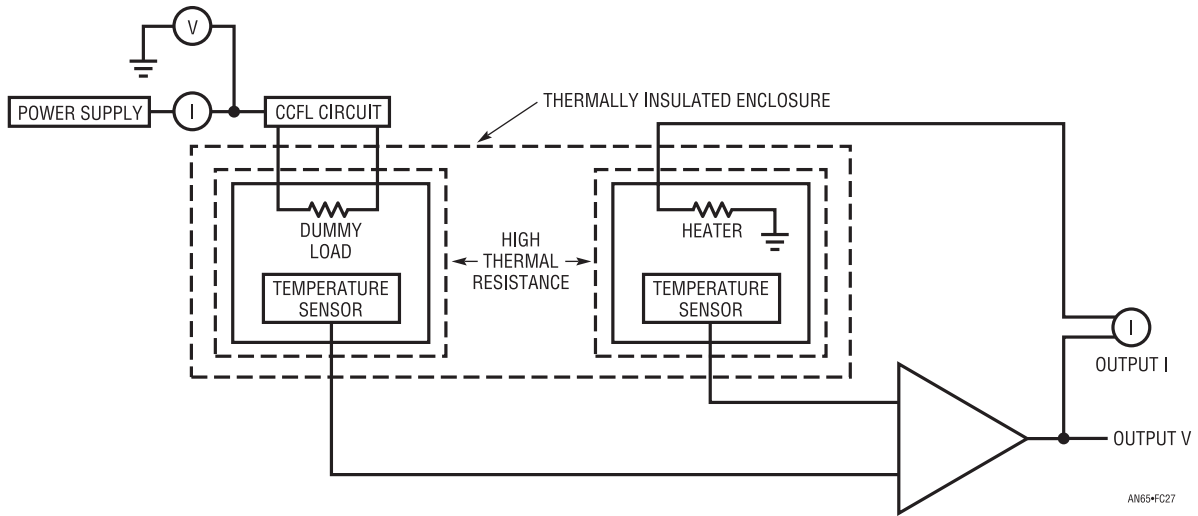 V
POWER SUPPLY
I
CCFL CIRCUIT
THERMALLY INSULATED ENCLOSURE
DUMMY
LOAD
HIGH
THERMAL
RESISTANCE
HEATER
TEMPERATURE
SENSOR
TEMPERATURE
SENSOR
I
OUTPUT I
OUTPUT V
AN65•FC27